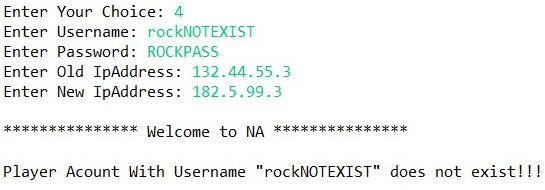 Enter Your Choice: 4
Enter Username: rockNOTEXIST
Enter Password: ROCKPASS
Enter Old IpAddress: 132.44.55.3
Enter New IpAddress: 182.5.99.3
*************** Welcome to NA ***************
Player Acount With Username "rockNOTEXIST" does not exist!!!